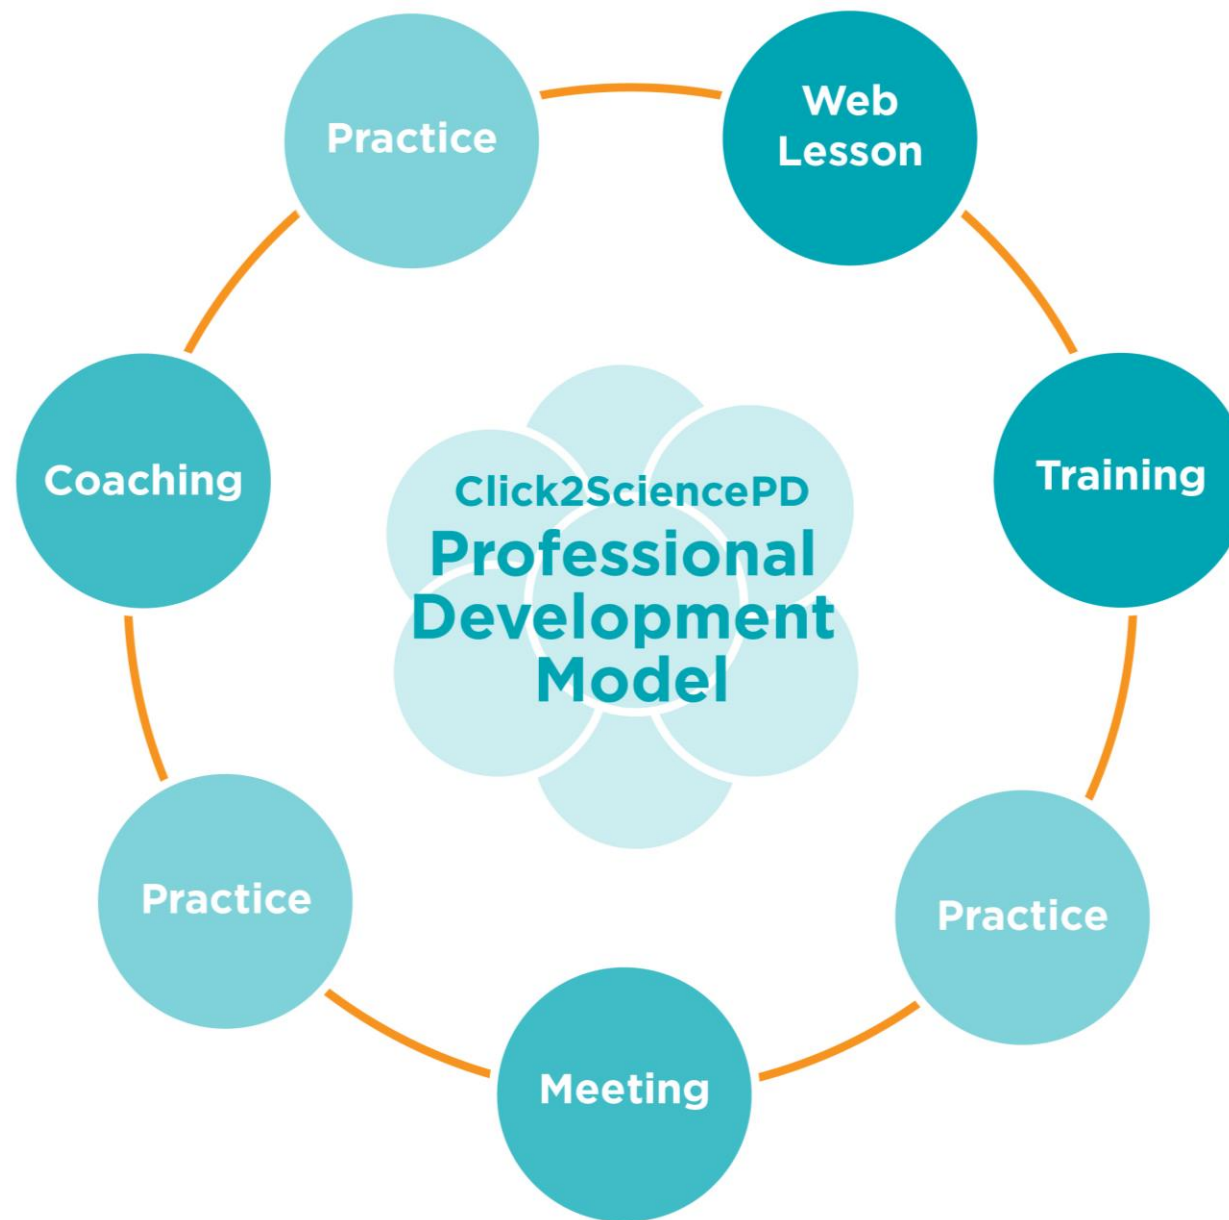 Practice
Web
Lesson
Coaching
Training
Click2SciencePD
Professional
Development
Model
Practice
Practice
Meeting